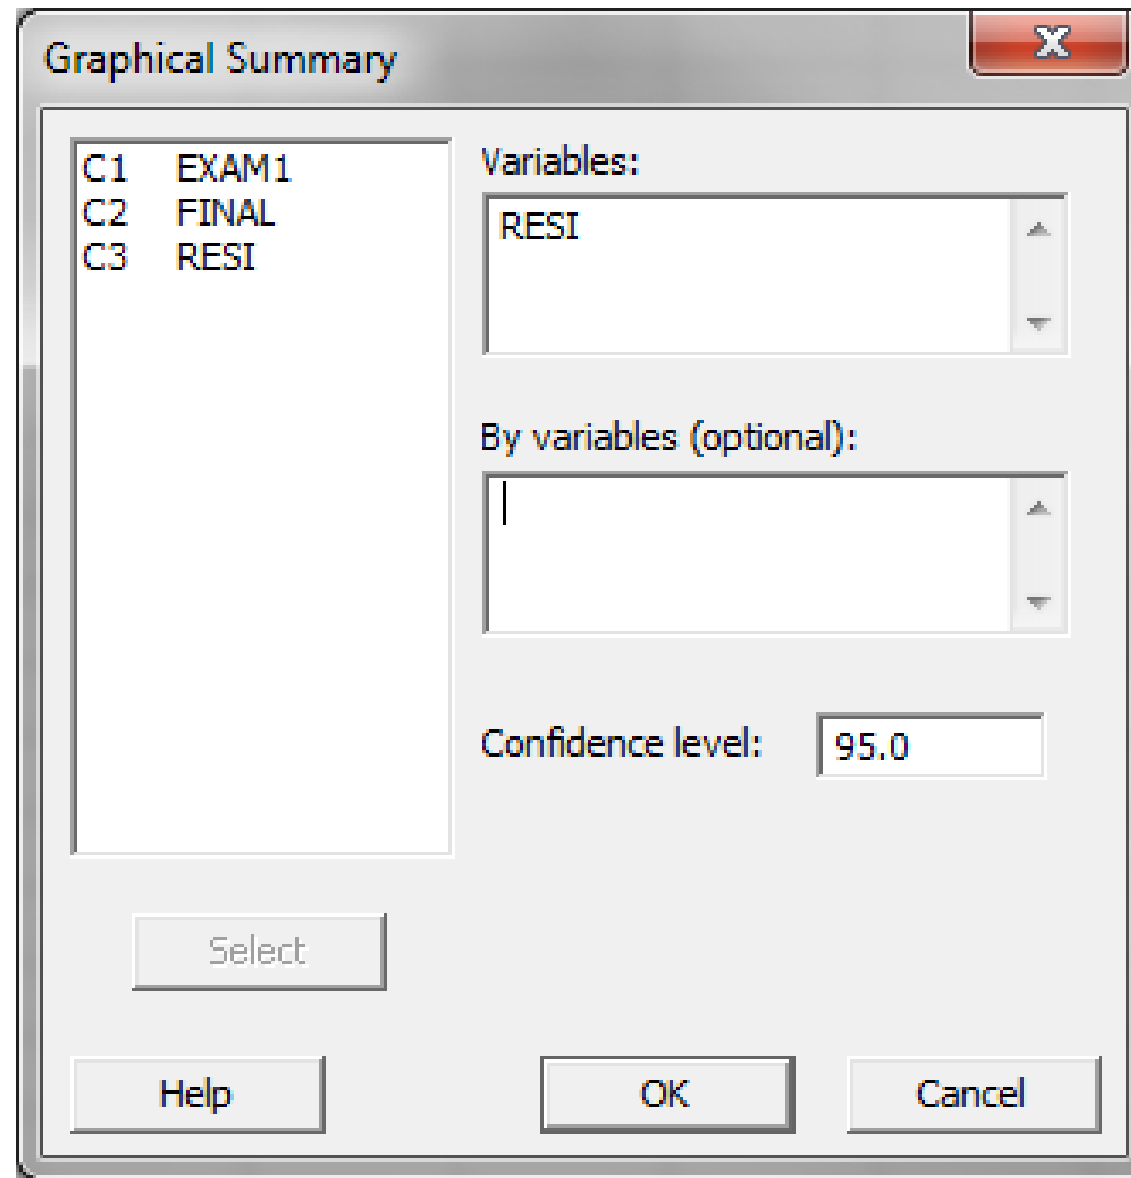 Graphical Summary
C1 EXAM1
C2 FINAL
C3 RESI
Variables:
RESI
By variables (optional):
Confidence level: 95.0
Select
Help OK Cancel